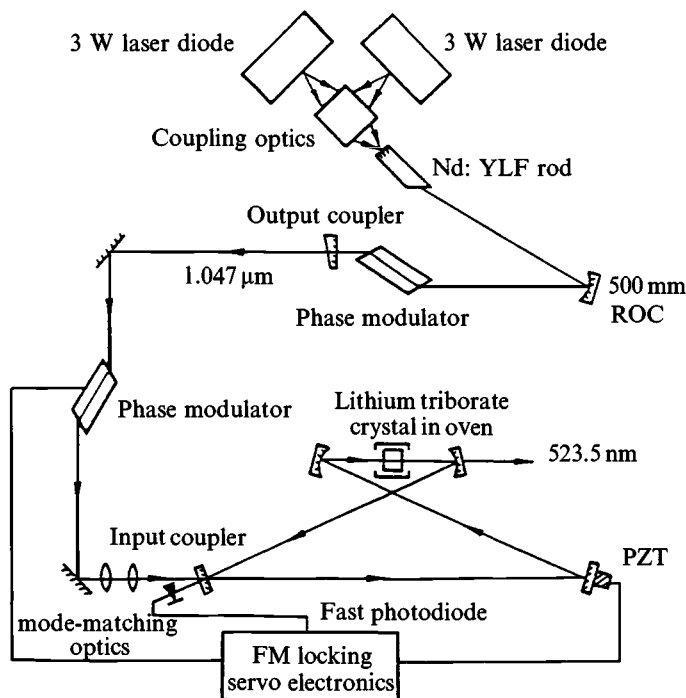 3 W laser diode
3 W laser diode
Coupling optics
Nd: YLF rod
Output coupler
1.047 μm
500 mm
ROC
Phase modulator
Phase modulator
Lithium triborate
crystal in oven
523.5 nm
Input coupler
PZT
mode-matching
optics
Fast photodiode
FM locking
servo electronics